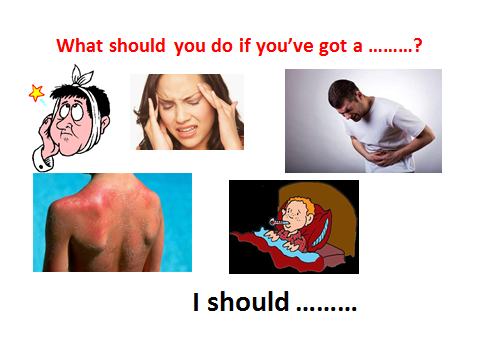 What should you do if you’ve got a ………?
I should ………